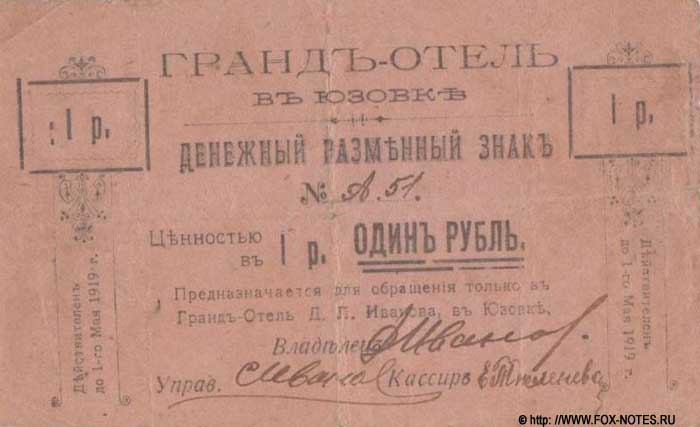 ГРАНДЪ-ОТЕЛЬ
ВЪ ЮЗОВКѢ
1 р.
1 р.
ДЕНЕЖНЫЙ РАЗМѢННЫЙ ЗНАКЪ
№ А 51.
Цѣнностью въ 1 р. ОДИНЪ РУБЛЬ.
Предназначается для обращенія только въ
Грандъ-Отель Д. Л. Иванова, въ Юзовкѣ,
Владѣлецъ Иванов.
Управ. Кассиръ
Дѣйствителенъ
до 1-го Мая 1919 г.
Дѣйствителенъ
до 1-го Мая 1919 г.
© http: //WWW.FOX-NOTES.RU